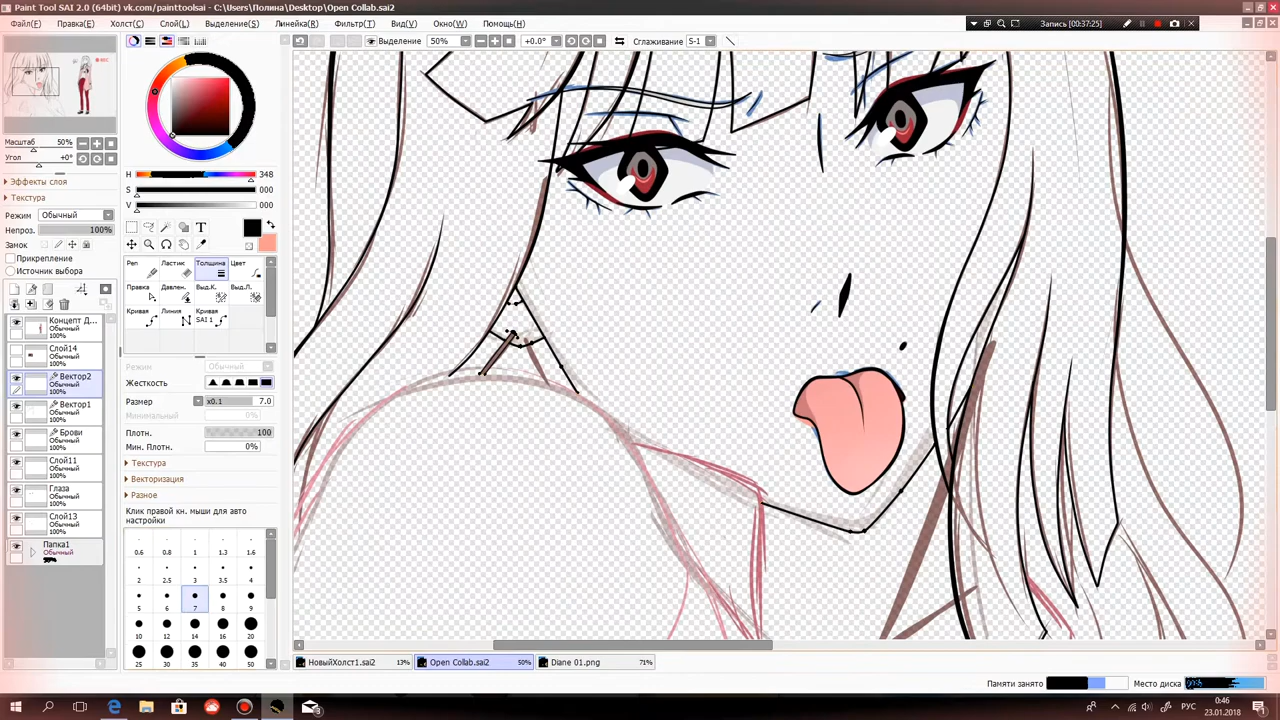 Paint Tool SAI 2.0 (64bit) vk.com/painttoolsai - C:\Users\Полина\Desktop\Open Collab.sai2
Файл(F) Правка(E) Холст(C) Слой(L) Выделение(S) Линейка(R) Фильтр(T) Вид(V) Окно(W) Помощь(H)
Запись [00:37:25]
Выделение 50% +0.0° Сглаживание S-1
Масштаб 50%
Угол +0°
Эффекты слоя
Текстура
Режим Обычный
Непроз. 100%
Замок
Прикрепление
Источник выбора
Концепт Д...
Обычный
100%
Слой14
Обычный
100%
Вектор2
Обычный
100%
Вектор1
Обычный
100%
Брови
Обычный
100%
Слой11
Обычный
100%
Глаза
Обычный
100%
Слой13
Обычный
100%
Папка1
Обычный
H 348
S 000
V 000
Pen Ластик Толщина Цвет
Правка Давлен. Выд.К. Выд.Л.
Кривая Линия Кривая
SAI 1
Режим Обычный
Жесткость
Размер x0.1 7.0
Минимальный 0%
Плотн. 100
Мин. Плотн. 0%
Текстура
Векторизация
Разное
Клик правой кн. мыши для авто
настройки
0.6 0.8 1 1.3 1.6
2 2.5 3 3.5 4
5 6 7 8 9
10 12 14 16 20
25 30 35 40 50
НовыйХолст1.sai2 13% Open Collab.sai2 50% Diane 01.png 71%
Памяти занято Место диска
РУС
0:46
23.01.2018